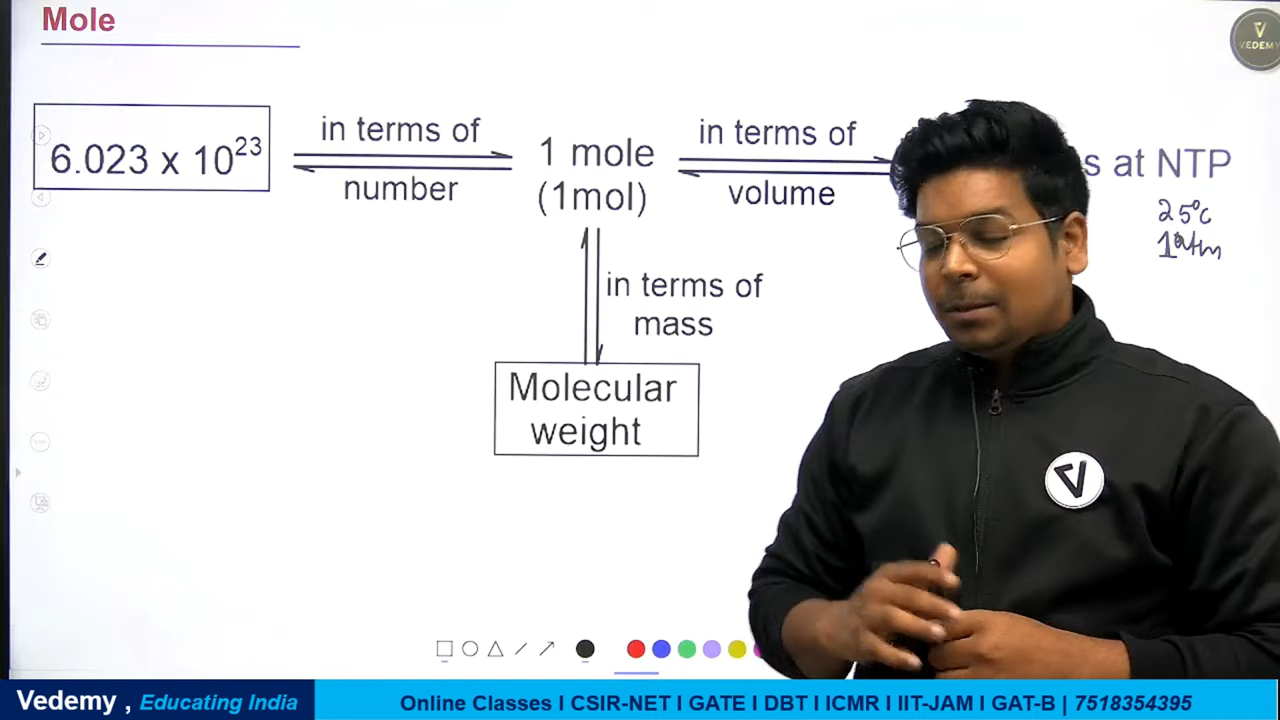 Mole
VEDEMY
6.023 x 10²³
in terms of
number
1 mole
(1mol)
in terms of
volume
s at NTP
25°C
1atm
in terms of
mass
Molecular
weight
Vedemy , Educating India
Online Classes I CSIR-NET I GATE I DBT I ICMR I IIT-JAM I GAT-B | 7518354395